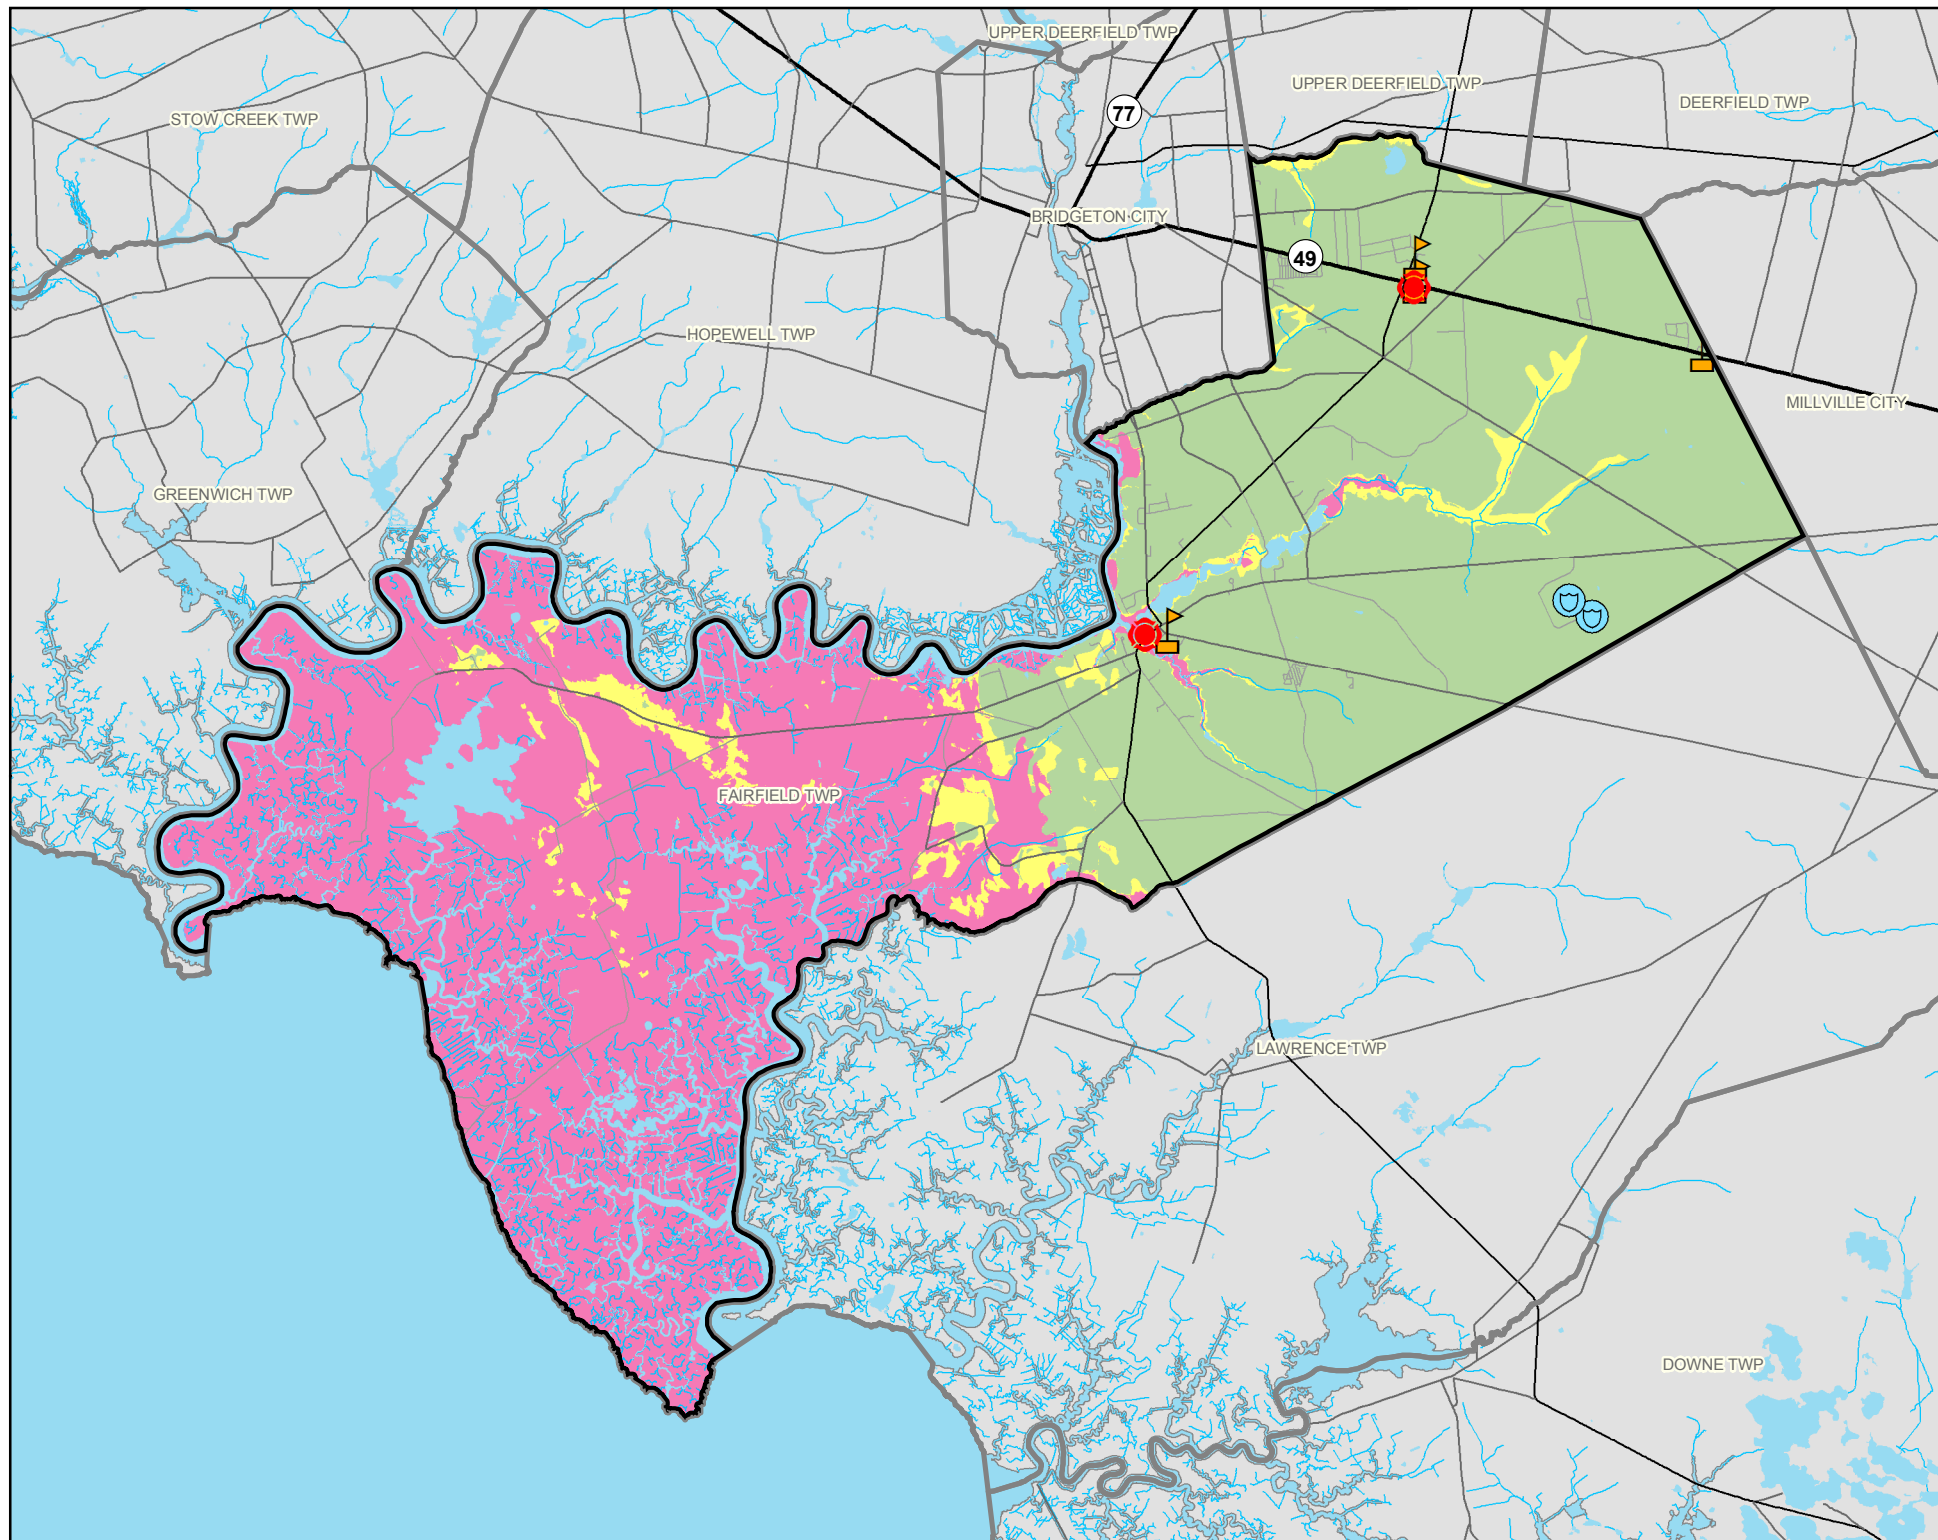 UPPER DEERFIELD TWP
UPPER DEERFIELD TWP
DEERFIELD TWP
77
STOW CREEK TWP
BRIDGETON CITY
49
HOPEWELL TWP
MILLVILLE CITY
GREENWICH TWP
FAIRFIELD TWP
LAWRENCE TWP
DOWNE TWP